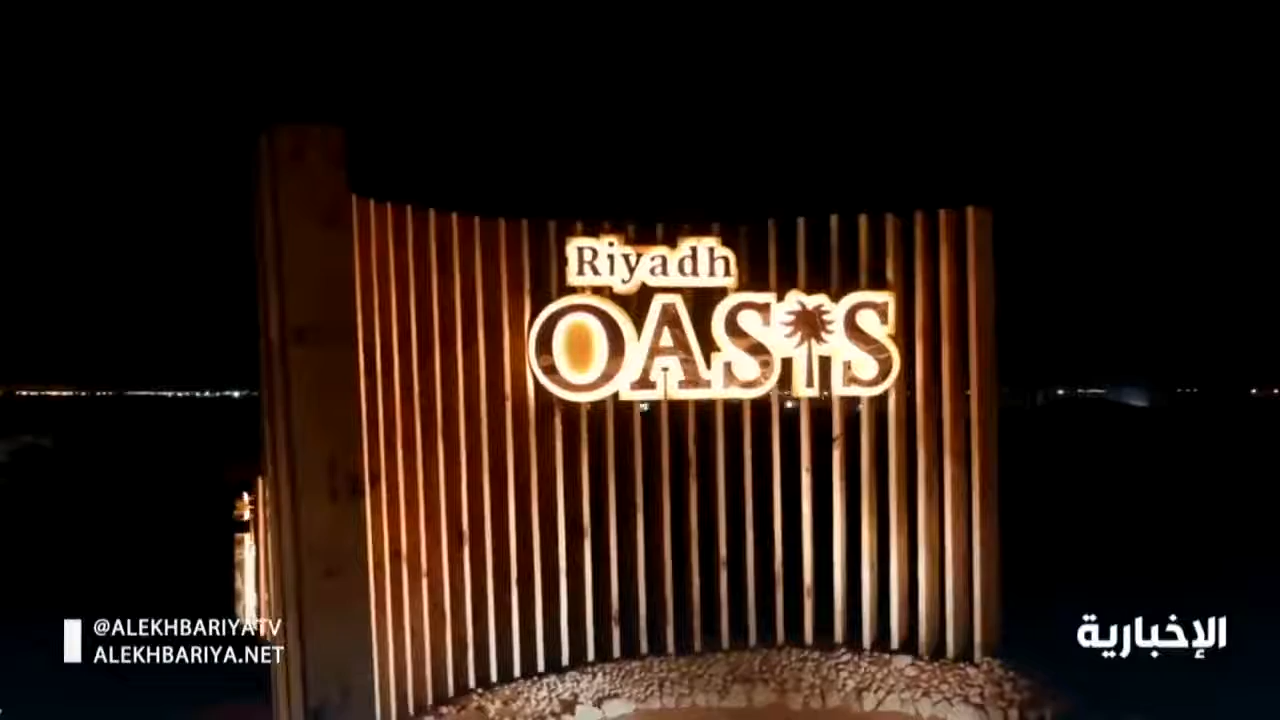 Riyadh
OASIS
@ALEKHBARIYATV
ALEKHBARIYA.NET
الإخبارية